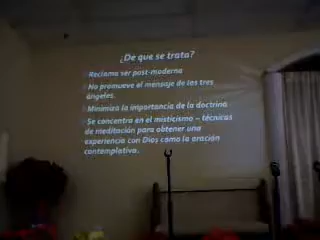 ¿De que se trata?
Reclama ser post-moderna
No promueve el mensaje de los tres
ángeles.
Minimiza la importancia de la doctrina
Se concentra en el misticismo – técnicas
de meditación para obtener una
experiencia con Dios como la oración
contemplativa.